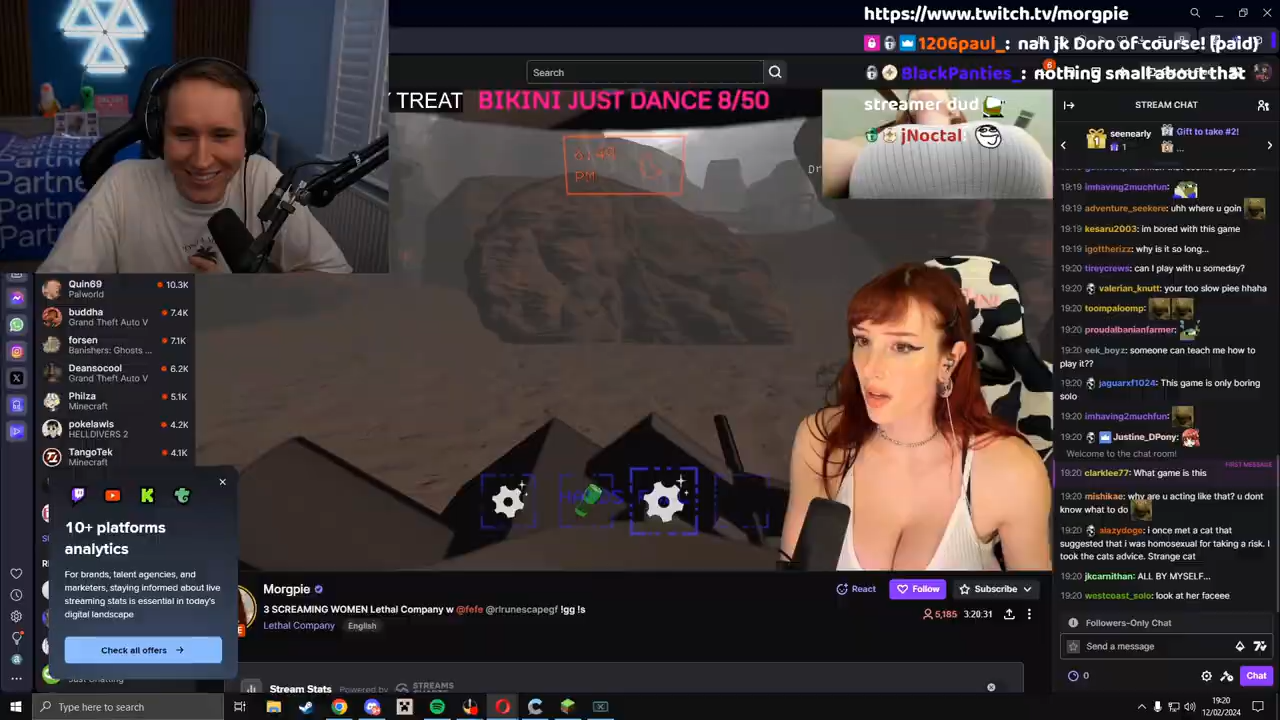 https://www.twitch.tv/morgpie
1206paul_: nah jk Doro of course! (paid)
BlackPanties_: nothing small about that
streamer dud
jNoctal
Search
TREAT BIKINI JUST DANCE 8/50
PM
Partner
Quin69 10.3K
Palworld
buddha 7.4K
Grand Theft Auto V
forsen 7.1K
Banishers: Ghosts ...
Deansocool 6.2K
Grand Theft Auto V
Philza 5.1K
Minecraft
pokelawls 4.2K
HELLDIVERS 2
TangoTek 4.1K
Minecraft
10+ platforms
analytics
For brands, talent agencies, and
marketers, staying informed about live
streaming stats is essential in today's
digital landscape
Check all offers →
Just Chatting
Morgpie
React
Follow
Subscribe
3 SCREAMING WOMEN Lethal Company w @fefe @rlrunescapegf !gg !s
Lethal Company English
5,185 3:20:31
Stream Stats Powered by STREAMS CHARTS
STREAM CHAT
seenearly
1
Gift to take #2!
...
19:19 imhaving2muchfun:
19:19 adventure_seekere: uhh where u goin
19:19 kesaru2003: im bored with this game
19:19 igottherizz: why is it so long...
19:20 tireycrews: can I play with u someday?
19:20 valerian_knutt: your too slow piee hhaha
19:20 toompaloomp:
19:20 proudalbanianfarmer:
19:20 eek_boyz: someone can teach me how to
play it??
19:20 jaguarxf1024: This game is only boring
solo
19:20 imhaving2muchfun:
19:20 Justine_DPony:
Welcome to the chat room!
FIRST MESSAGE
19:20 clarklee77: What game is this
19:20 mishikae: why are u acting like that? u dont
know what to do
19:20 alazydoge: i once met a cat that
suggested that i was homosexual for taking a risk. I
took the cats advice. Strange cat
19:20 jkcarnithan: ALL BY MYSELF...
19:20 westcoast_solo: look at her faceee
Followers-Only Chat
Send a message
0
Chat
Type here to search
19:20
12/02/2024